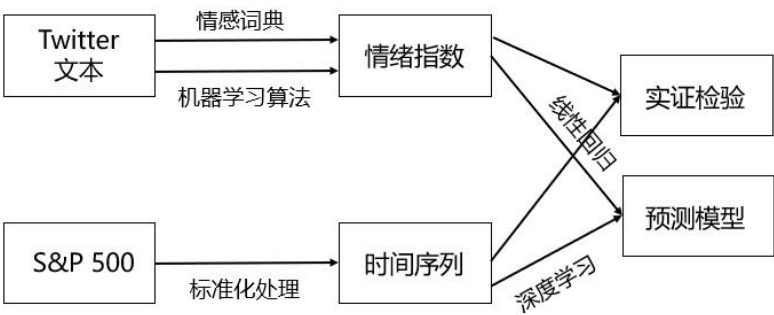 情感词典
Twitter
文本
情绪指数
机器学习算法
实证检验
线性回归
预测模型
S&P 500
时间序列
标准化处理
深度学习